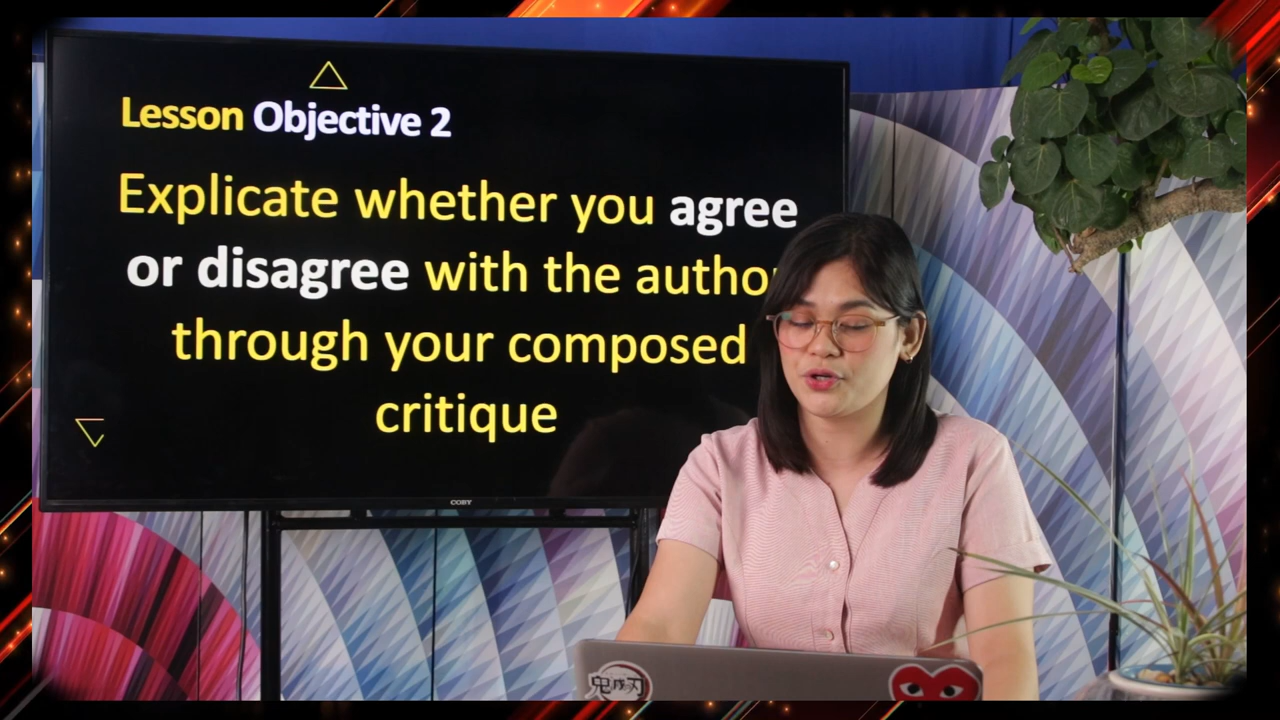 Lesson Objective 2
Explicate whether you agree
or disagree with the autho
through your composed
critique
COBY